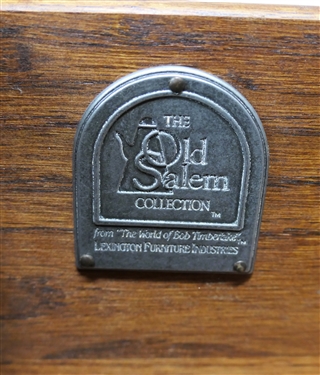 THE
Old
Salem
COLLECTION
TM
from "The World of Bob Timberlake"TM
LEXINGTON FURNITURE INDUSTRIES